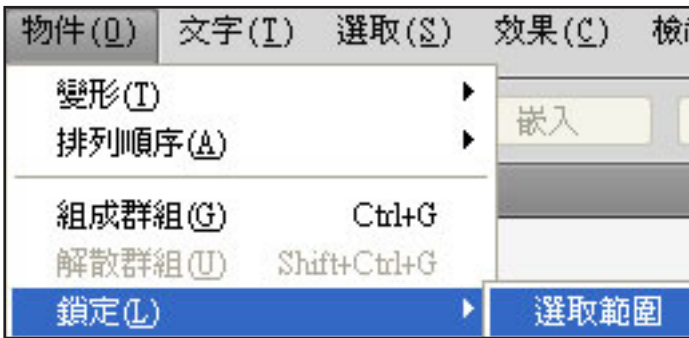 物件(O) 文字(T) 選取(S) 效果(C)
變形(T)
嵌入
排列順序(A)
組成群組(G) Ctrl+G
解散群組(U) Shift+Ctrl+G
鎖定(L) 選取範圍